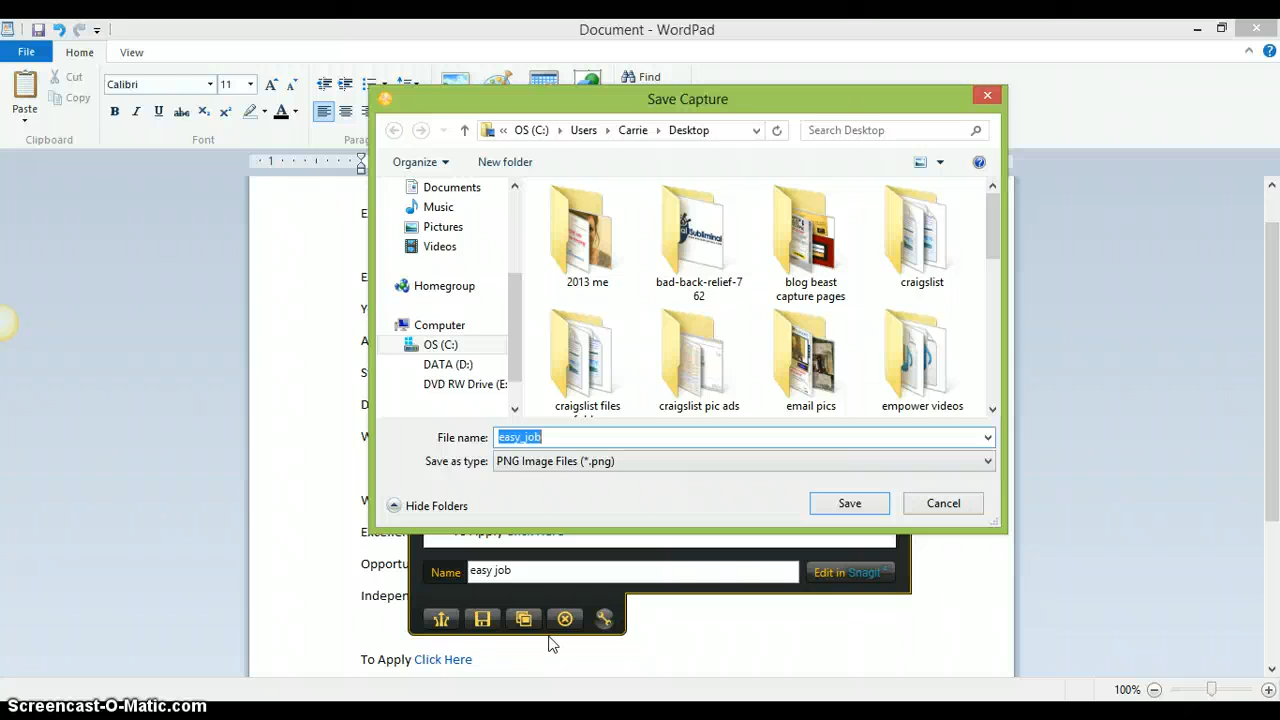 Document - WordPad
File
Home
View
Paste
Cut
Copy
Clipboard
Calibri
11
Font
Find
Save Capture
OS (C:)
Users
Carrie
Desktop
Search Desktop
Organize
New folder
Documents
Music
Pictures
Videos
Homegroup
Computer
OS (C:)
DATA (D:)
DVD RW Drive (E:
2013 me
bad-back-relief-7
62
blog beast
capture pages
craigslist
craigslist files
craigslist pic ads
email pics
empower videos
File name: easy_job
Save as type: PNG Image Files (*.png)
Hide Folders
Save
Cancel
Name
easy job
Edit in Snagit
Opportu
Indepen
To Apply Click Here
100%
Screencast-O-Matic.com